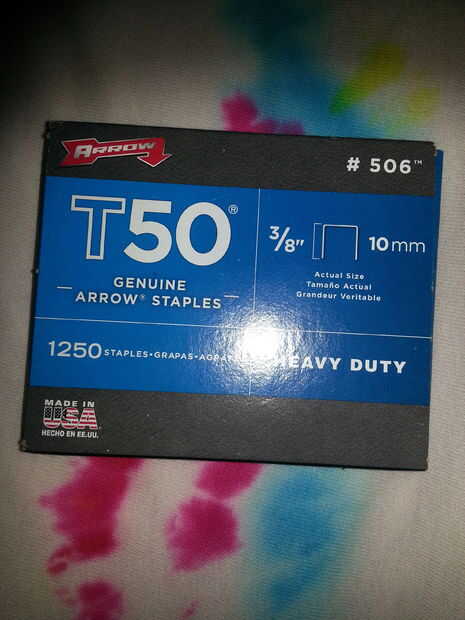 ARROW
# 506™
T50®
GENUINE
ARROW® STAPLES
3/8" 10mm
Actual Size
Tamaño Actual
Grandeur Veritable
1250 STAPLES•GRAPAS•
HEAVY DUTY
MADE IN
USA
HECHO EN EE.UU.